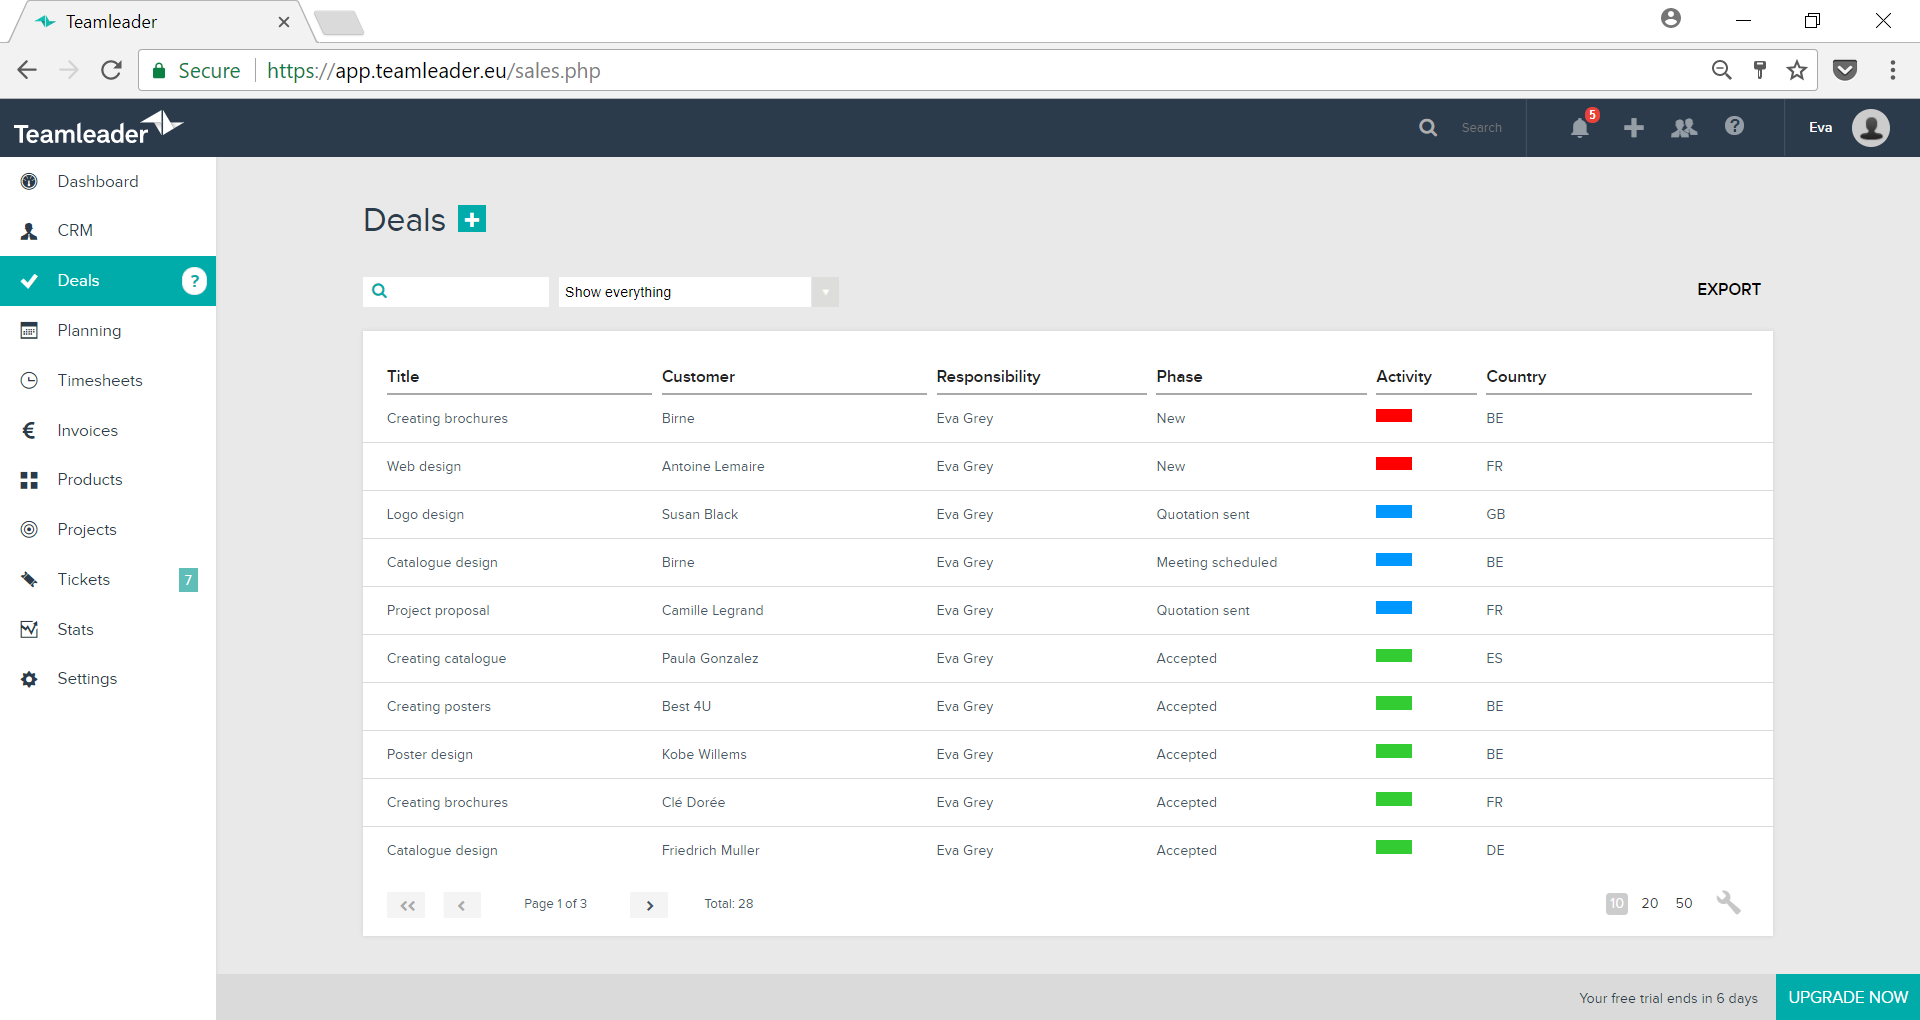 Teamleader
Secure https://app.teamleader.eu/sales.php
Teamleader
Search
5
Eva
Dashboard
CRM
Deals ?
Planning
Timesheets
Invoices
Products
Projects
Tickets 7
Stats
Settings
Deals
Show everything
EXPORT
Title Customer Responsibility Phase Activity Country
Creating brochures Birne Eva Grey New BE
Web design Antoine Lemaire Eva Grey New FR
Logo design Susan Black Eva Grey Quotation sent GB
Catalogue design Birne Eva Grey Meeting scheduled BE
Project proposal Camille Legrand Eva Grey Quotation sent FR
Creating catalogue Paula Gonzalez Eva Grey Accepted ES
Creating posters Best 4U Eva Grey Accepted BE
Poster design Kobe Willems Eva Grey Accepted BE
Creating brochures Clé Dorée Eva Grey Accepted FR
Catalogue design Friedrich Muller Eva Grey Accepted DE
Page 1 of 3 Total: 28 10 20 50
Your free trial ends in 6 days UPGRADE NOW